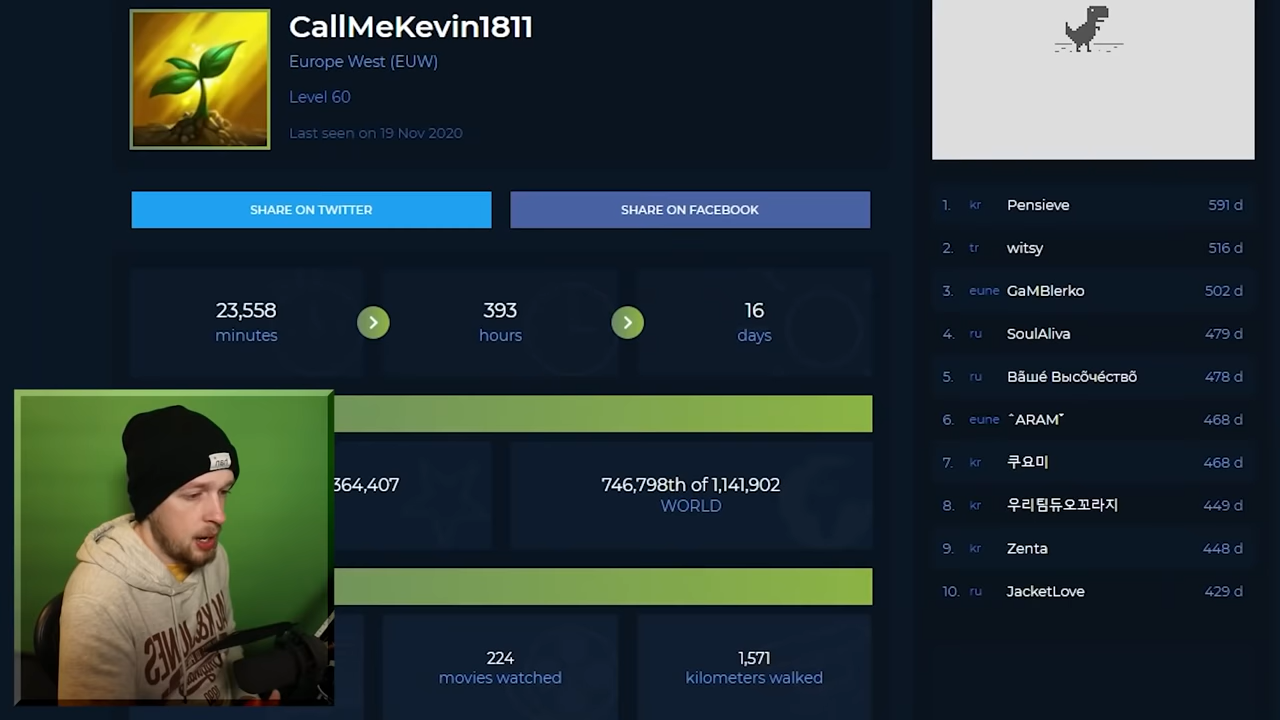 CallMeKevin1811
Europe West (EUW)
Level 60
Last seen on 19 Nov 2020
SHARE ON TWITTER
SHARE ON FACEBOOK
23,558
minutes
393
hours
16
days
364,407
746,798th of 1,141,902
WORLD
224
movies watched
1,571
kilometers walked
1. kr Pensieve 591 d
2. tr witsy 516 d
3. eune GaMBlerko 502 d
4. ru SoulAliva 479 d
5. ru Bãшé Высõчéствõ 478 d
6. eune ˆARAMˇ 468 d
7. kr 쿠요미 468 d
8. kr 우리팀듀오꼬라지 449 d
9. kr Zenta 448 d
10. ru JacketLove 429 d